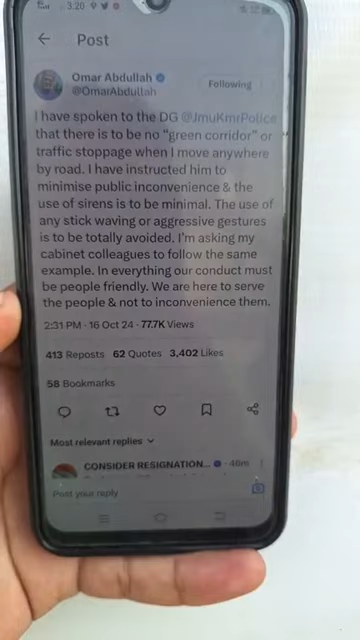 3:20
Post
Omar Abdullah
@OmarAbdullah
Following
I have spoken to the DG @JmuKmrPolice
that there is to be no "green corridor" or
traffic stoppage when I move anywhere
by road. I have instructed him to
minimise public inconvenience & the
use of sirens is to be minimal. The use of
any stick waving or aggressive gestures
is to be totally avoided. I'm asking my
cabinet colleagues to follow the same
example. In everything our conduct must
be people friendly. We are here to serve
the people & not to inconvenience them.
2:31 PM · 16 Oct 24 · 77.7K Views
413 Reposts 62 Quotes 3,402 Likes
58 Bookmarks
Most relevant replies
CONSIDER RESIGNATION... · 46m
Post your reply